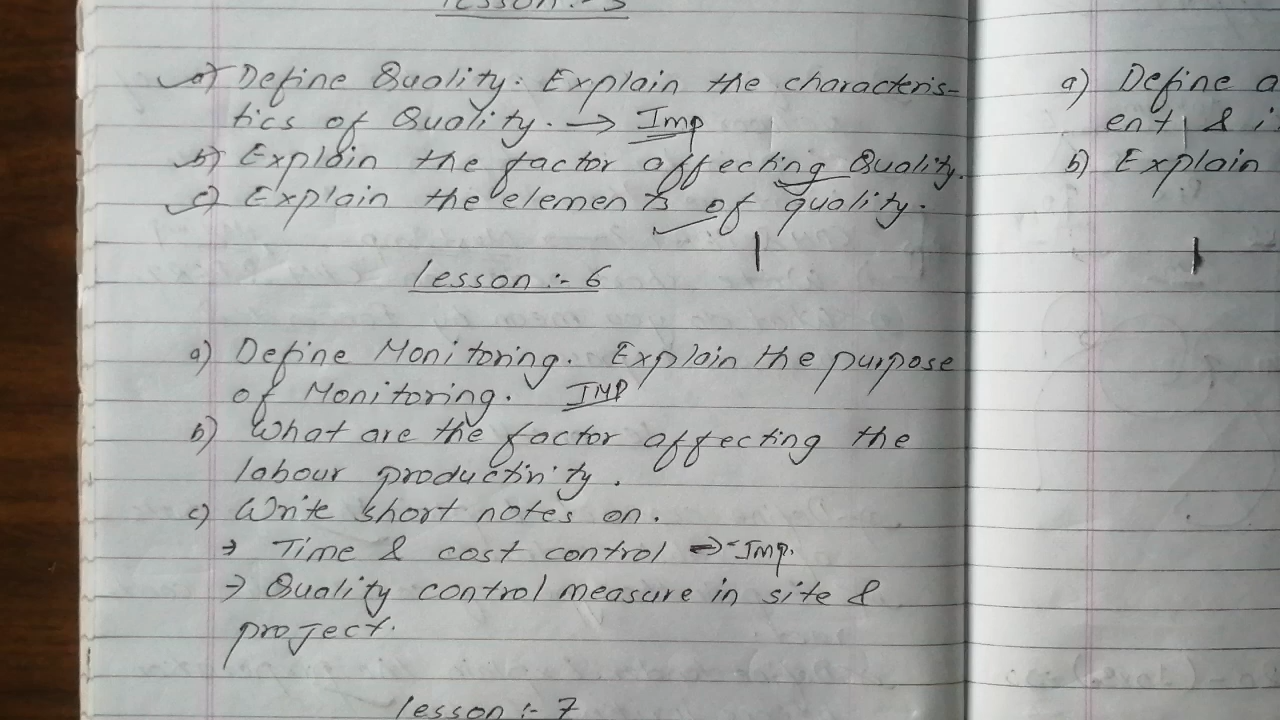 lesson :- 5
a) Define Quality. Explain the characteris-
tics of Quality. → Imp
b) Explain the factor affecting Quality.
c) Explain the elements of quality.
lesson :- 6
a) Define Monitoring. Explain the purpose
of Monitoring. IMP
b) What are the factor affecting the
labour productivity.
c) Write short notes on.
→ Time & cost control ⇒ Imp.
→ Quality control measure in site &
project.
lesson :- 7
a) Define
ent & i
b) Explain